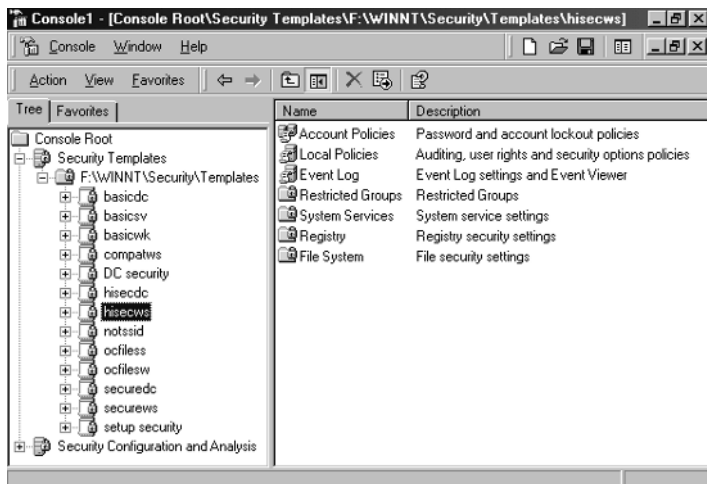 Console1 - [Console Root\Security Templates\F:\WINNT\Security\Templates\hisecws]
Console Window Help
Action View Favorites
Tree Favorites
Console Root
Security Templates
F:\WINNT\Security\Templates
basicdc
basicsv
basicwk
compatws
DC security
hisecdc
hisecws
notssid
ocfiless
ocfilesw
securedc
securews
setup security
Security Configuration and Analysis
Name Description
Account Policies Password and account lockout policies
Local Policies Auditing, user rights and security options policies
Event Log Event Log settings and Event Viewer
Restricted Groups Restricted Groups
System Services System service settings
Registry Registry security settings
File System File security settings